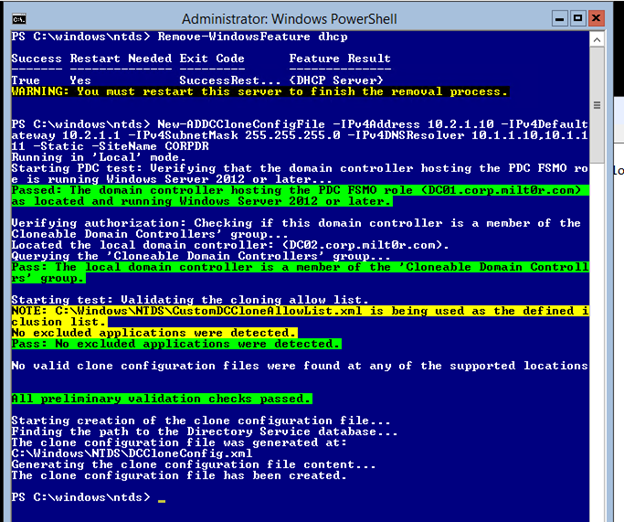 Administrator: Windows PowerShell
PS C:\windows\ntds> Remove-WindowsFeature dhcp
Success Restart Needed Exit Code Feature Result
------- -------------- --------- --------------
True Yes SuccessRest... {DHCP Server}
WARNING: You must restart this server to finish the removal process.
PS C:\windows\ntds> New-ADDCCloneConfigFile -IPv4Address 10.2.1.10 -IPv4Default
ateway 10.2.1.1 -IPv4SubnetMask 255.255.255.0 -IPv4DNSResolver 10.1.1.10,10.1.1
11 -Static -SiteName CORPDR
Running in 'Local' mode.
Starting PDC test: Verifying that the domain controller hosting the PDC FSMO ro
e is running Windows Server 2012 or later...
Passed: The domain controller hosting the PDC FSMO role (DC01.corp.milt0r.com)
as located and running Windows Server 2012 or later.
Verifying authorization: Checking if this domain controller is a member of the
Cloneable Domain Controllers' group...
Located the local domain controller: (DC02.corp.milt0r.com).
Querying the 'Cloneable Domain Controllers' group...
Pass: The local domain controller is a member of the 'Cloneable Domain Controll
rs' group.
Starting test: Validating the cloning allow list.
NOTE: C:\Windows\NTDS\CustomDCCloneAllowList.xml is being used as the defined i
clusion list.
No excluded applications were detected.
Pass: No excluded applications were detected.
No valid clone configuration files were found at any of the supported locations
All preliminary validation checks passed.
Starting creation of the clone configuration file...
Finding the path to the Directory Service database...
The clone configuration file was generated at:
C:\Windows\NTDS\DCCloneConfig.xml
Generating the clone configuration file content...
The clone configuration file has been created.
PS C:\windows\ntds> _